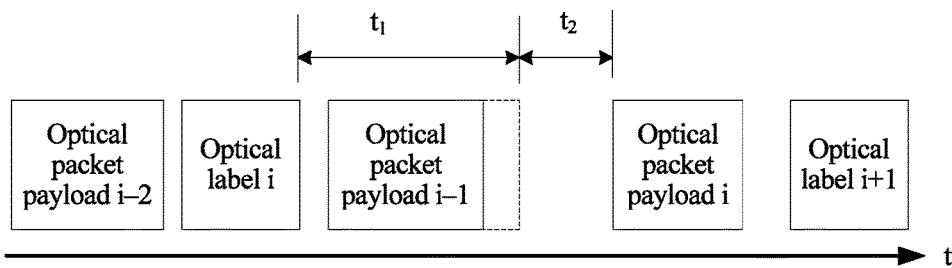 t1
t2
Optical
packet
payload i–2
Optical
label i
Optical
packet
payload i–1
Optical
packet
payload i
Optical
label i+1
t